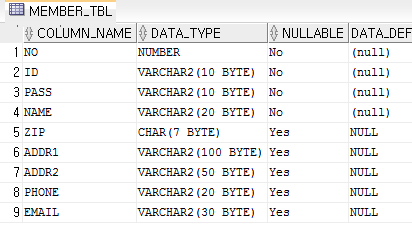 MEMBER_TBL
COLUMN_NAME DATA_TYPE NULLABLE DATA_DEF
1 NO NUMBER No (null)
2 ID VARCHAR2(10 BYTE) No (null)
3 PASS VARCHAR2(10 BYTE) No (null)
4 NAME VARCHAR2(20 BYTE) No (null)
5 ZIP CHAR(7 BYTE) Yes NULL
6 ADDR1 VARCHAR2(100 BYTE) Yes NULL
7 ADDR2 VARCHAR2(50 BYTE) Yes NULL
8 PHONE VARCHAR2(20 BYTE) Yes NULL
9 EMAIL VARCHAR2(30 BYTE) Yes NULL